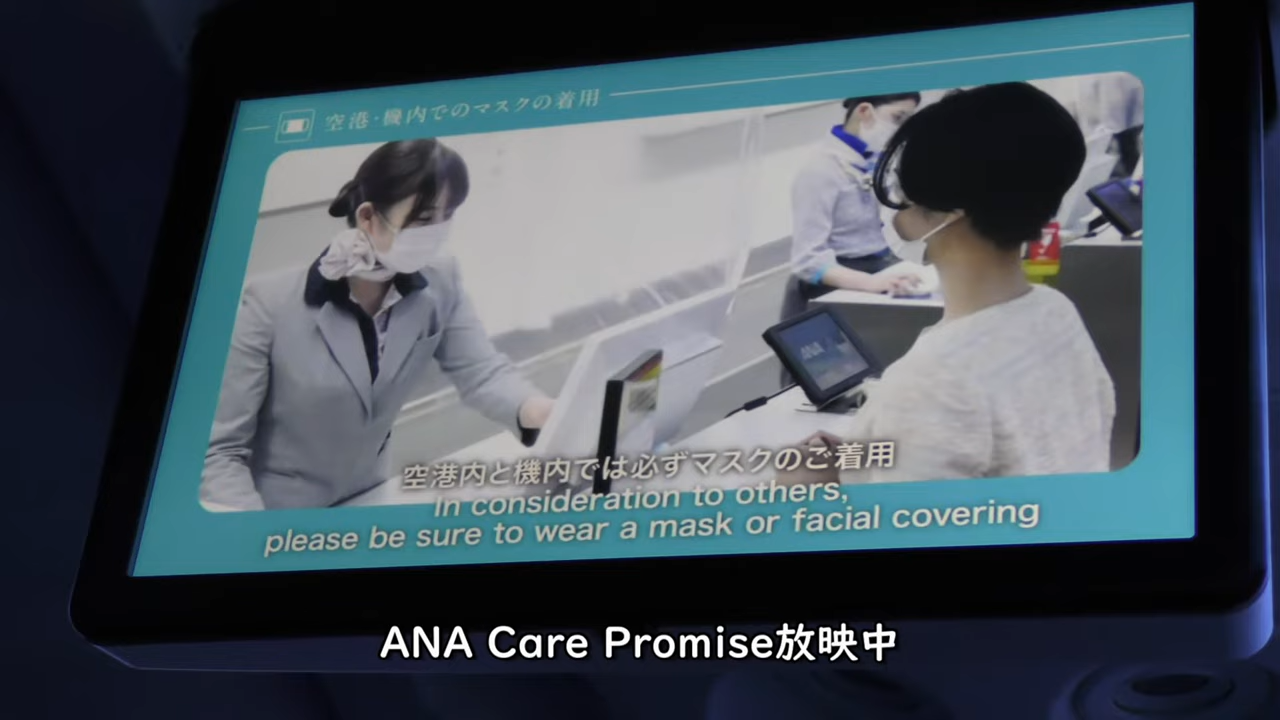 空港・機内でのマスクの着用
ANA
空港内と機内では必ずマスクのご着用
In consideration to others,
please be sure to wear a mask or facial covering
ANA Care Promise放映中